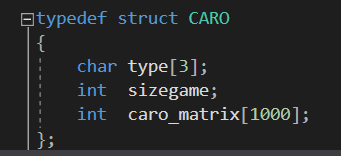 typedef struct CARO
{
    char type[3];
    int  sizegame;
    int  caro_matrix[1000];
};